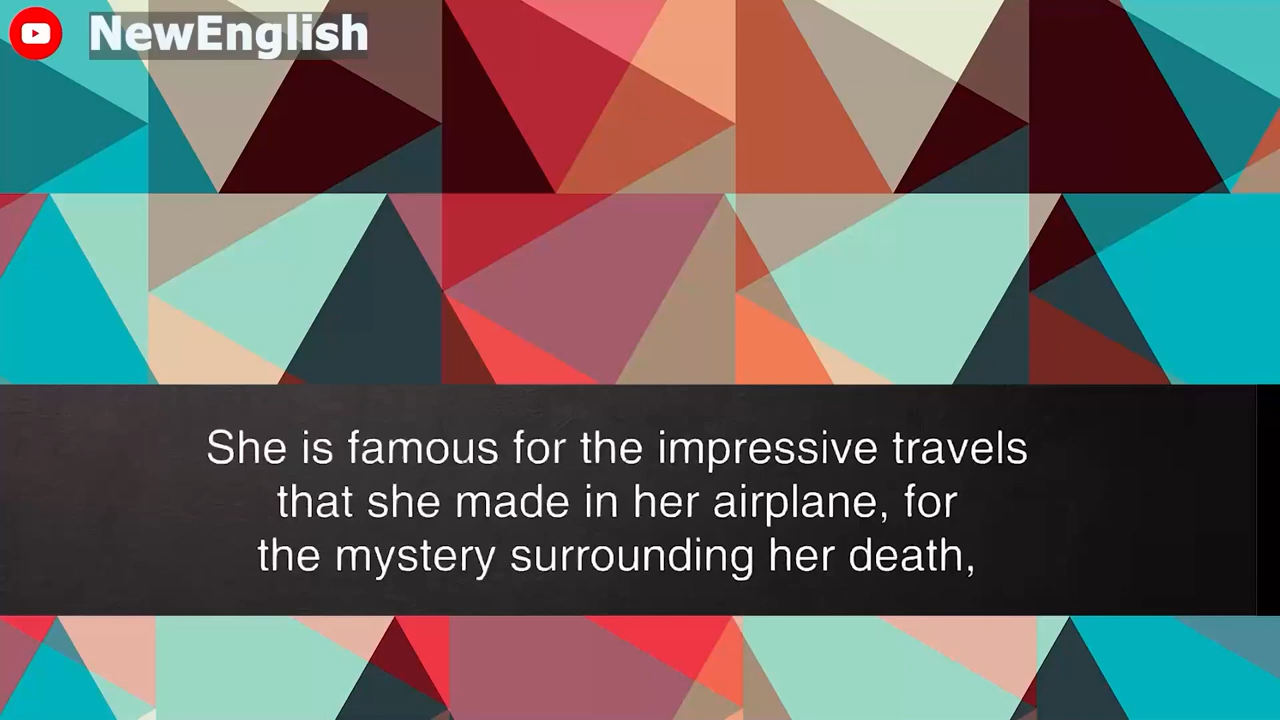 NewEnglish
She is famous for the impressive travels
that she made in her airplane, for
the mystery surrounding her death,